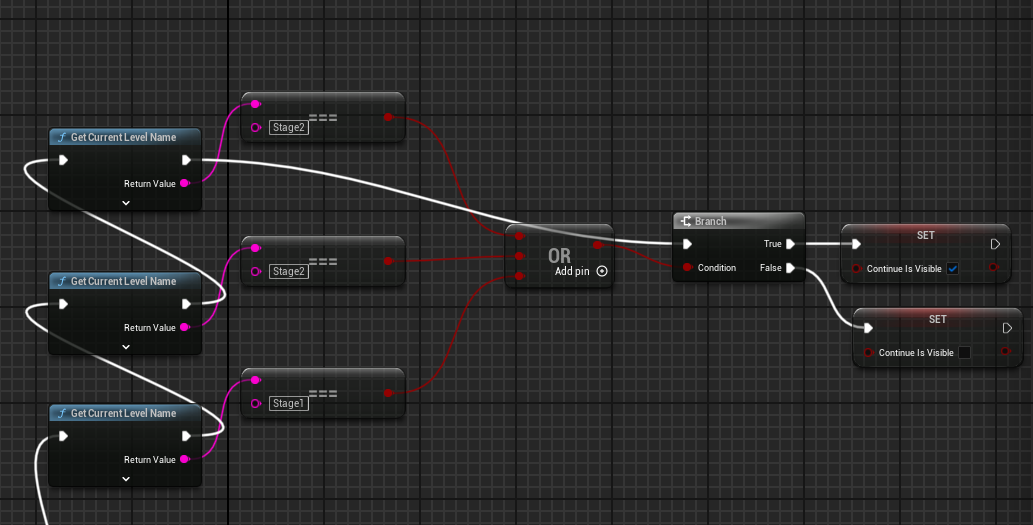 ===
Stage2
f Get Current Level Name
Return Value
===
Stage2
f Get Current Level Name
Return Value
===
Stage1
f Get Current Level Name
Return Value
OR
Add pin
Branch
True
Condition
False
SET
Continue Is Visible
SET
Continue Is Visible